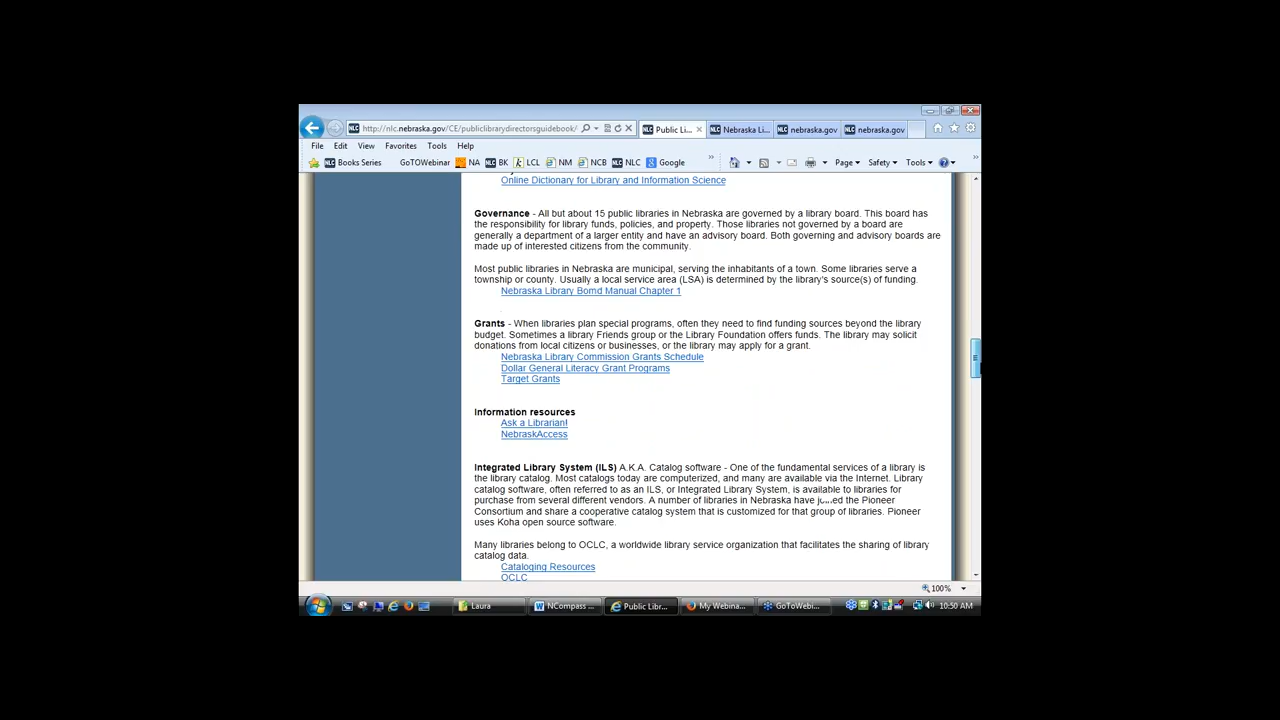 http://nlc.nebraska.gov/CE/publiclibrarydirectorsguidebook/
Public Li...
Nebraska Li...
nebraska.gov
nebraska.gov
File Edit View Favorites Tools Help
Books Series GoTOWebinar NA BK LCL NM NCB NLC Google
Page Safety Tools
Online Dictionary for Library and Information Science
Governance - All but about 15 public libraries in Nebraska are governed by a library board. This board has
the responsibility for library funds, policies, and property. Those libraries not governed by a board are
generally a department of a larger entity and have an advisory board. Both governing and advisory boards are
made up of interested citizens from the community.
Most public libraries in Nebraska are municipal, serving the inhabitants of a town. Some libraries serve a
township or county. Usually a local service area (LSA) is determined by the library's source(s) of funding.
Nebraska Library Bomd Manual Chapter 1
Grants - When libraries plan special programs, often they need to find funding sources beyond the library
budget. Sometimes a library Friends group or the Library Foundation offers funds. The library may solicit
donations from local citizens or businesses, or the library may apply for a grant.
Nebraska Library Commission Grants Schedule
Dollar General Literacy Grant Programs
Target Grants
Information resources
Ask a Librarian!
NebraskAccess
Integrated Library System (ILS) A.K.A. Catalog software - One of the fundamental services of a library is
the library catalog. Most catalogs today are computerized, and many are available via the Internet. Library
catalog software, often referred to as an ILS, or Integrated Library System, is available to libraries for
purchase from several different vendors. A number of libraries in Nebraska have joined the Pioneer
Consortium and share a cooperative catalog system that is customized for that group of libraries. Pioneer
uses Koha open source software.
Many libraries belong to OCLC, a worldwide library service organization that facilitates the sharing of library
catalog data.
Cataloging Resources
OCLC
100%
Laura
NCompass ...
Public Libr...
My Webina...
GoToWebi...
10:50 AM